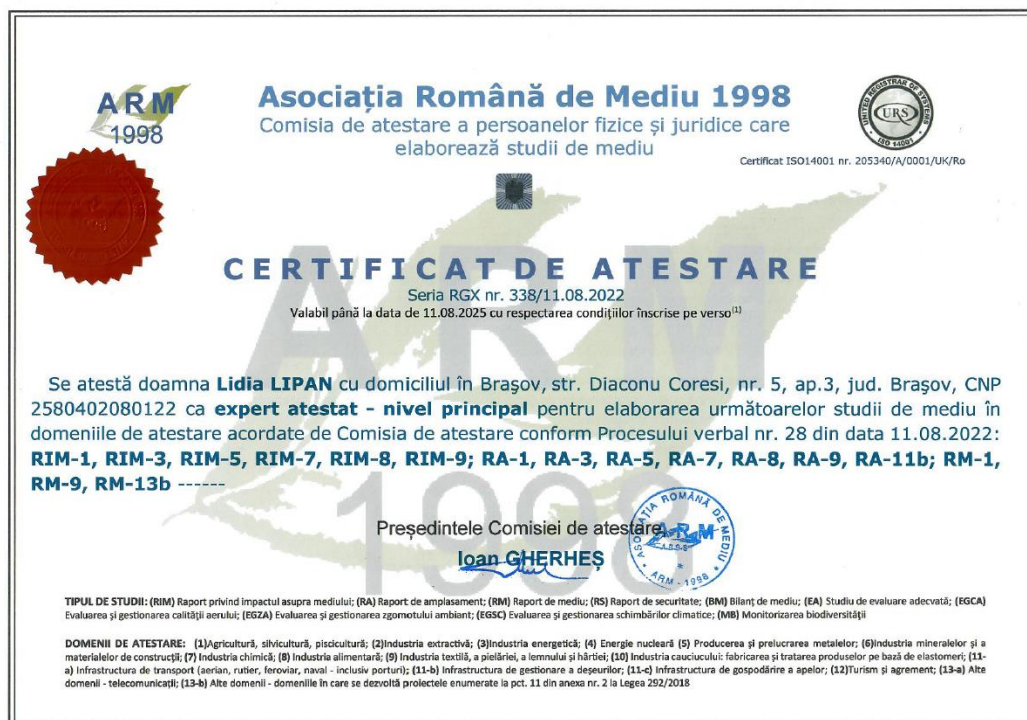 ARM
1998
Asociația Română de Mediu 1998
Comisia de atestare a persoanelor fizice și juridice care
elaborează studii de mediu
UNITED REGISTRAR OF SYSTEMS
URS
ISO 14001
Certificat ISO14001 nr. 205340/A/0001/UK/Ro
ARM
1998
CERTIFICAT DE ATESTARE
Seria RGX nr. 338/11.08.2022
Valabil până la data de 11.08.2025 cu respectarea condițiilor înscrise pe verso(1)
Se atestă doamna Lidia LIPAN cu domiciliul în Brașov, str. Diaconu Coresi, nr. 5, ap.3, jud. Brașov, CNP
2580402080122 ca expert atestat - nivel principal pentru elaborarea următoarelor studii de mediu în
domeniile de atestare acordate de Comisia de atestare conform Procesului verbal nr. 28 din data 11.08.2022:
RIM-1, RIM-3, RIM-5, RIM-7, RIM-8, RIM-9; RA-1, RA-3, RA-5, RA-7, RA-8, RA-9, RA-11b; RM-1,
RM-9, RM-13b ------
Președintele Comisiei de atestare
Ioan GHERHEȘ
ASOCIAȚIA ROMÂNĂ DE MEDIU
A.R.M
ARM - 1998
TIPUL DE STUDII: (RIM) Raport privind impactul asupra mediului; (RA) Raport de amplasament; (RM) Raport de mediu; (RS) Raport de securitate; (BM) Bilanț de mediu; (EA) Studiu de evaluare adecvată; (EGCA)
Evaluarea și gestionarea calității aerului; (EGZA) Evaluarea și gestionarea zgomotului ambiant; (EGSC) Evaluarea și gestionarea schimbărilor climatice; (MB) Monitorizarea biodiversității
DOMENII DE ATESTARE: (1)Agricultură, silvicultură, piscicultură; (2)Industria extractivă; (3)Industria energetică; (4) Energie nucleară (5) Producerea și prelucrarea metalelor; (6)Industria mineralelor și a
materialelor de construcții; (7) Industria chimică; (8) Industria alimentară; (9) Industria textilă, a pielăriei, a lemnului și hârtiei; (10) Industria cauciucului: fabricarea și tratarea produselor pe bază de elastomeri; (11-
a) Infrastructura de transport (aerian, rutier, feroviar, naval - inclusiv porturi); (11-b) Infrastructura de gestionare a deșeurilor; (11-c) Infrastructura de gospodărire a apelor; (12)Turism și agrement; (13-a) Alte
domenii - telecomunicații; (13-b) Alte domenii - domeniile în care se dezvoltă proiectele enumerate la pct. 11 din anexa nr. 2 la Legea 292/2018